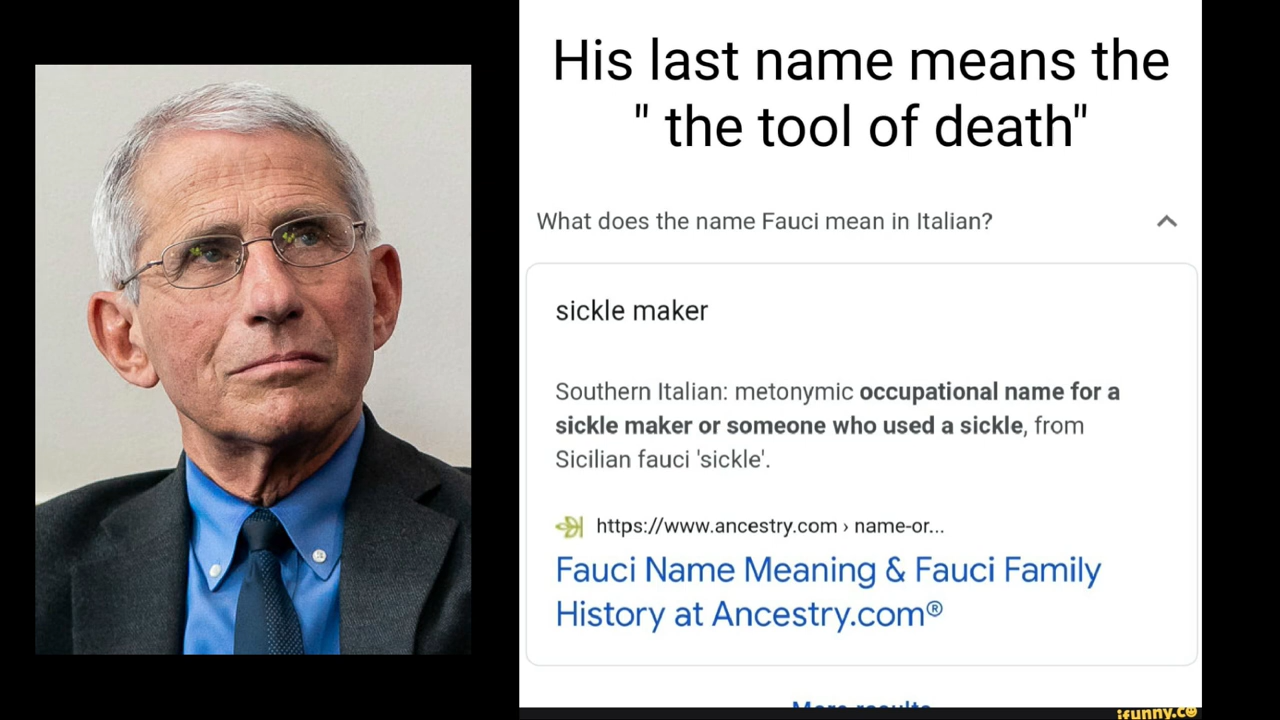 His last name means the
" the tool of death"
What does the name Fauci mean in Italian?
sickle maker
Southern Italian: metonymic occupational name for a
sickle maker or someone who used a sickle, from
Sicilian fauci 'sickle'.
https://www.ancestry.com › name-or...
Fauci Name Meaning & Fauci Family
History at Ancestry.com®
More results
ifunny.co